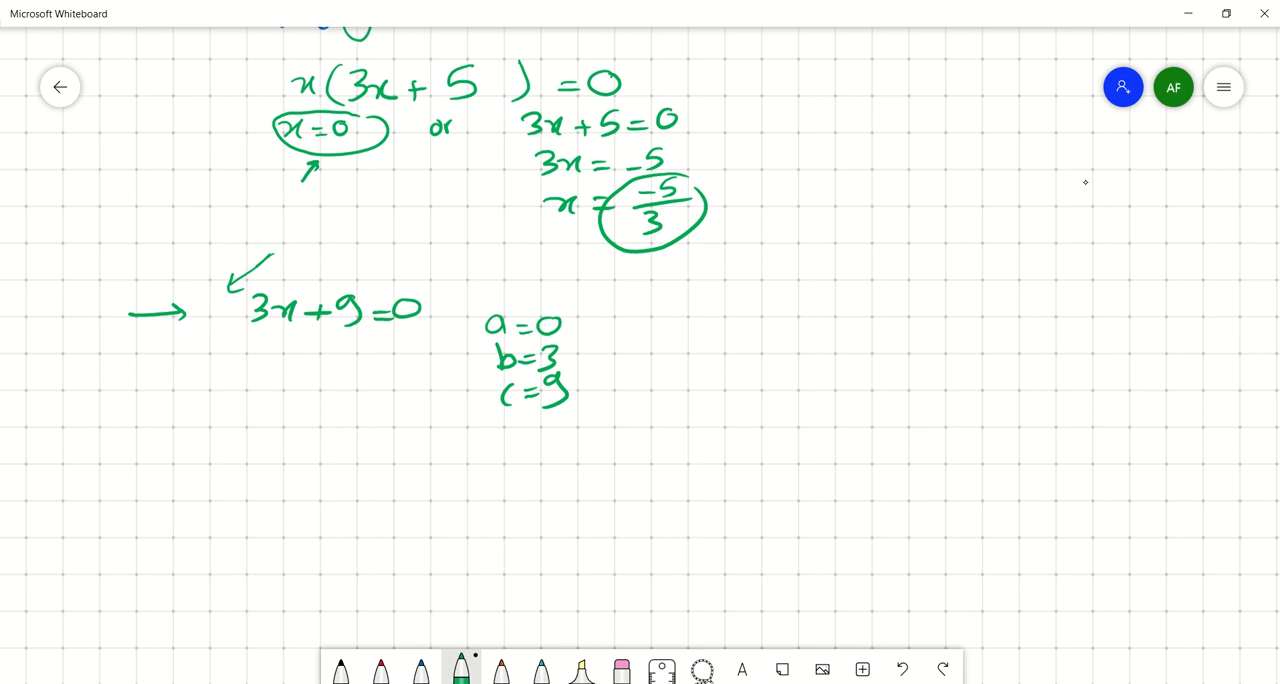 Microsoft Whiteboard
x(3x+5 ) =0
x=0 or 3x+5=0
3x=-5
x = -5/3
AF
→ 3x+9=0
a=0
b=3
c=9
A